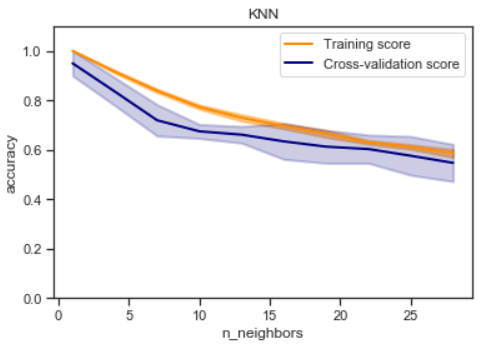 KNN
Training score
Cross-validation score
1.0
0.8
0.6
0.4
0.2
0.0
accuracy
0 5 10 15 20 25
n_neighbors